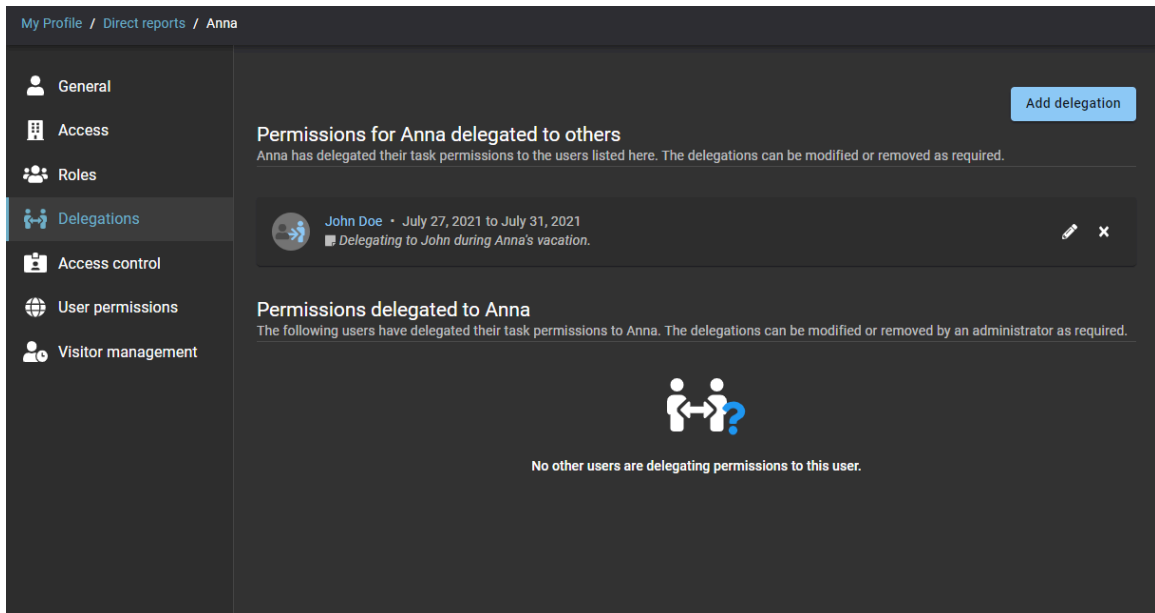 My Profile / Direct reports / Anna
General
Access
Roles
Delegations
Access control
User permissions
Visitor management
Add delegation
Permissions for Anna delegated to others
Anna has delegated their task permissions to the users listed here. The delegations can be modified or removed as required.
John Doe • July 27, 2021 to July 31, 2021
Delegating to John during Anna's vacation.
Permissions delegated to Anna
The following users have delegated their task permissions to Anna. The delegations can be modified or removed by an administrator as required.
?
No other users are delegating permissions to this user.